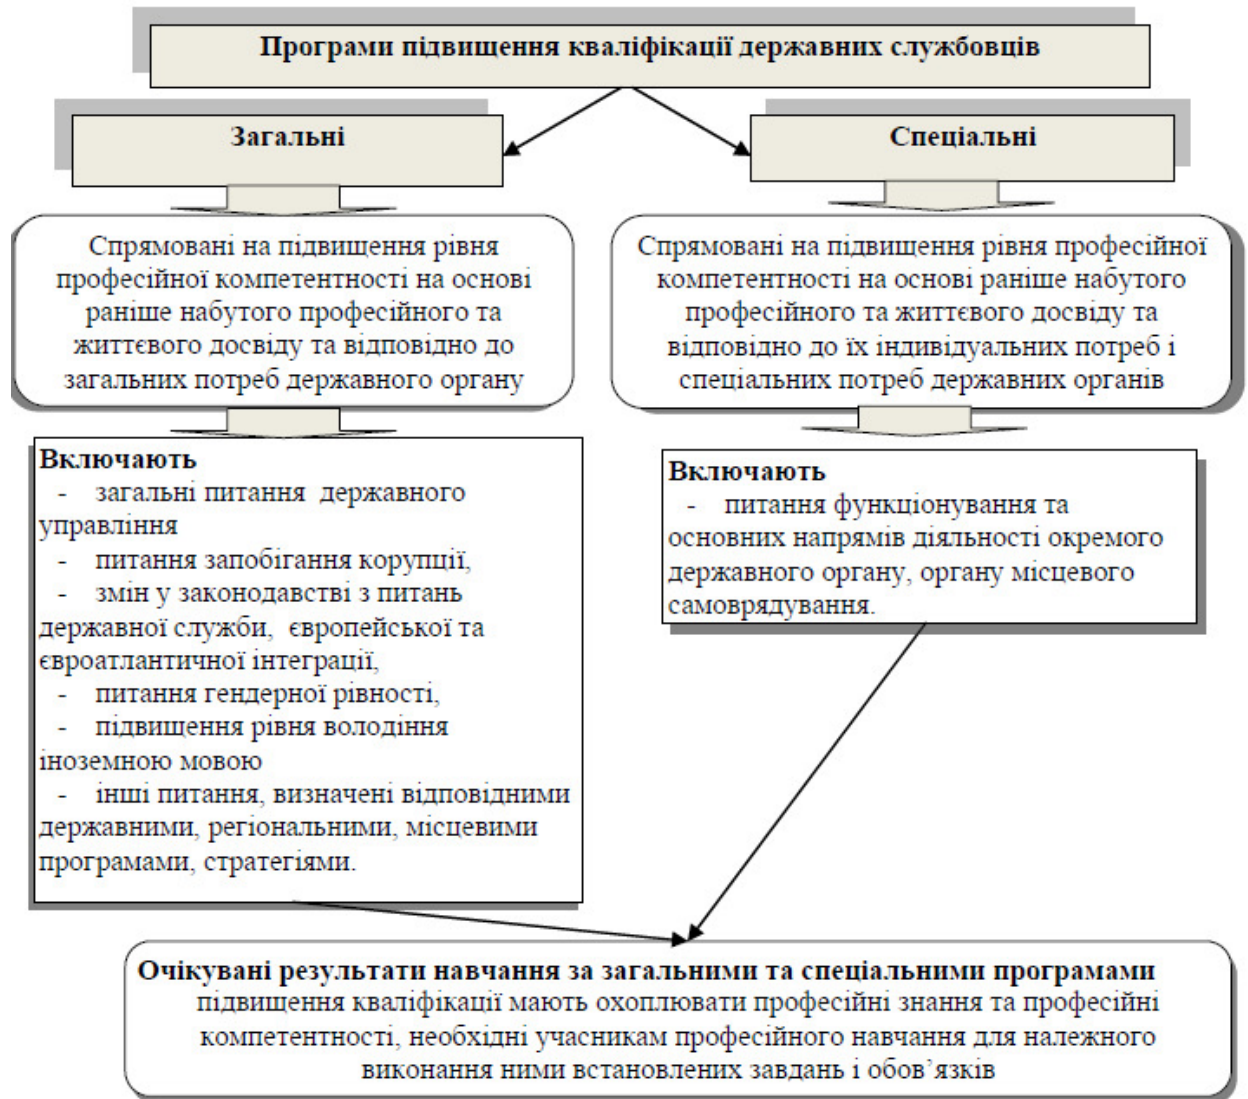 Програми підвищення кваліфікації державних службовців
Загальні
Спеціальні
Спрямовані на підвищення рівня
професійної компетентності на основі
раніше набутого професійного та
життєвого досвіду та відповідно до
загальних потреб державного органу
Спрямовані на підвищення рівня професійної
компетентності на основі раніше набутого
професійного та життєвого досвіду та
відповідно до їх індивідуальних потреб і
спеціальних потреб державних органів
Включають
- загальні питання державного
управління
- питання запобігання корупції,
- змін у законодавстві з питань
державної служби, європейської та
євроатлантичної інтеграції,
- питання гендерної рівності,
- підвищення рівня володіння
іноземною мовою
- інші питання, визначені відповідними
державними, регіональними, місцевими
програмами, стратегіями.
Включають
- питання функціонування та
основних напрямів діяльності окремого
державного органу, органу місцевого
самоврядування.
Очікувані результати навчання за загальними та спеціальними програмами
підвищення кваліфікації мають охоплювати професійні знання та професійні
компетентності, необхідні учасникам професійного навчання для належного
виконання ними встановлених завдань і обов’язків